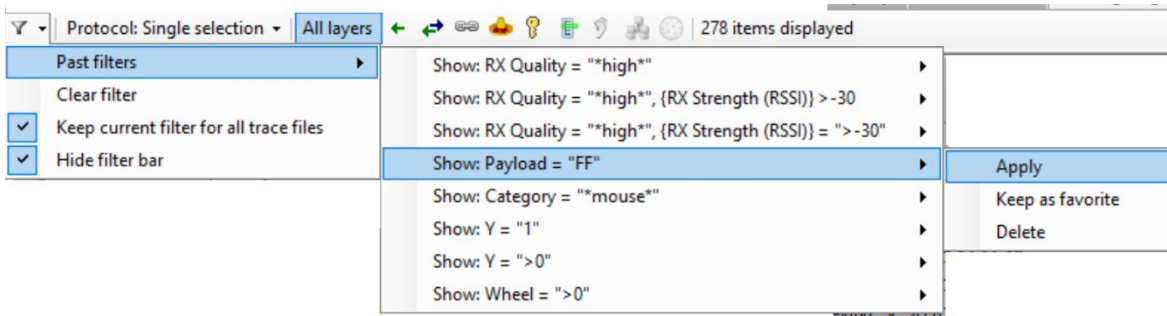 Protocol: Single selection All layers 278 items displayed
Past filters
Clear filter
Keep current filter for all trace files
Hide filter bar
Show: RX Quality = "*high*"
Show: RX Quality = "*high*", {RX Strength (RSSI)} >-30
Show: RX Quality = "*high*", {RX Strength (RSSI)} = ">-30"
Show: Payload = "FF"
Show: Category = "*mouse*"
Show: Y = "1"
Show: Y = ">0"
Show: Wheel = ">0"
Apply
Keep as favorite
Delete